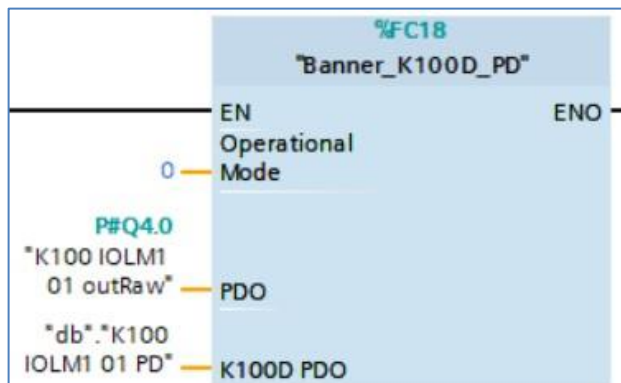 %FC18
"Banner_K100D_PD"
EN ENO
Operational
0 Mode
P#Q4.0
"K100 IOLM1
01 outRaw" PDO
"db"."K100
IOLM1 01 PD" K100D PDO